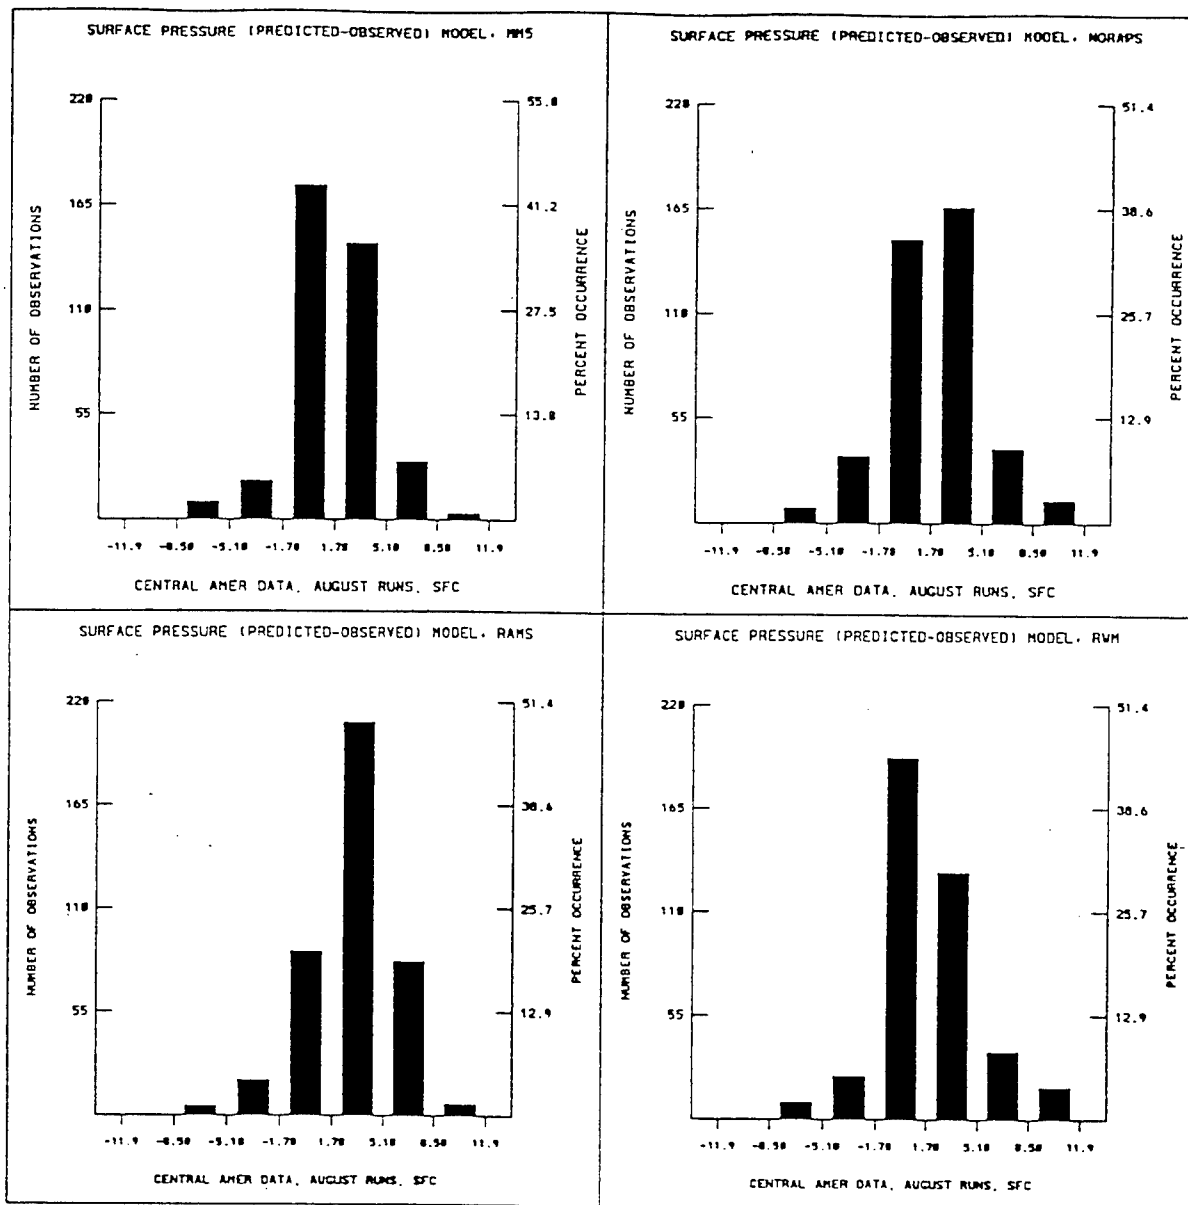 SURFACE PRESSURE (PREDICTED-OBSERVED) MODEL. MM5
220
165
110
55
NUMBER OF OBSERVATIONS
55.0
41.2
27.5
13.8
PERCENT OCCURRENCE
-11.9 -8.50 -5.10 -1.70 1.70 5.10 8.50 11.9
CENTRAL AMER DATA, AUGUST RUNS, SFC
SURFACE PRESSURE (PREDICTED-OBSERVED) MODEL. NORAPS
220
165
110
55
NUMBER OF OBSERVATIONS
51.4
38.6
25.7
12.9
PERCENT OCCURRENCE
-11.9 -8.50 -5.10 -1.70 1.70 5.10 8.50 11.9
CENTRAL AMER DATA, AUGUST RUNS, SFC
SURFACE PRESSURE (PREDICTED-OBSERVED) MODEL. RAMS
220
165
110
55
NUMBER OF OBSERVATIONS
51.4
38.6
25.7
12.9
PERCENT OCCURRENCE
-11.9 -8.50 -5.10 -1.70 1.70 5.10 8.50 11.9
CENTRAL AMER DATA, AUGUST RUNS, SFC
SURFACE PRESSURE (PREDICTED-OBSERVED) MODEL. RWM
220
165
110
55
NUMBER OF OBSERVATIONS
51.4
38.6
25.7
12.9
PERCENT OCCURRENCE
-11.9 -8.50 -5.10 -1.70 1.70 5.10 8.50 11.9
CENTRAL AMER DATA, AUGUST RUNS, SFC